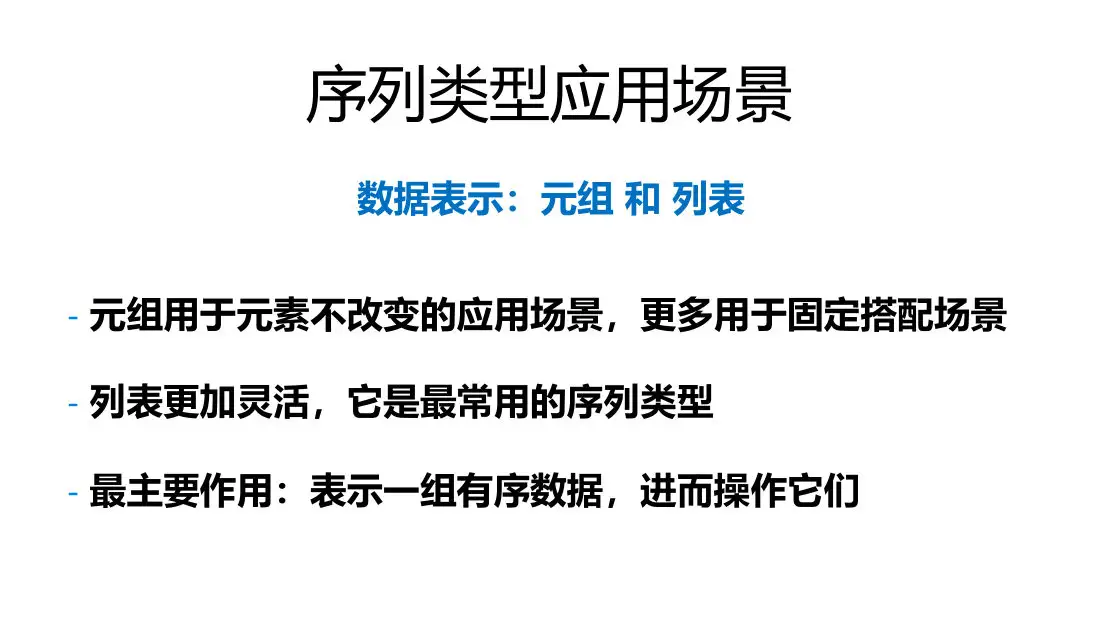 序列类型应用场景
数据表示：元组 和 列表
- 元组用于元素不改变的应用场景，更多用于固定搭配场景
- 列表更加灵活，它是最常用的序列类型
- 最主要作用：表示一组有序数据，进而操作它们